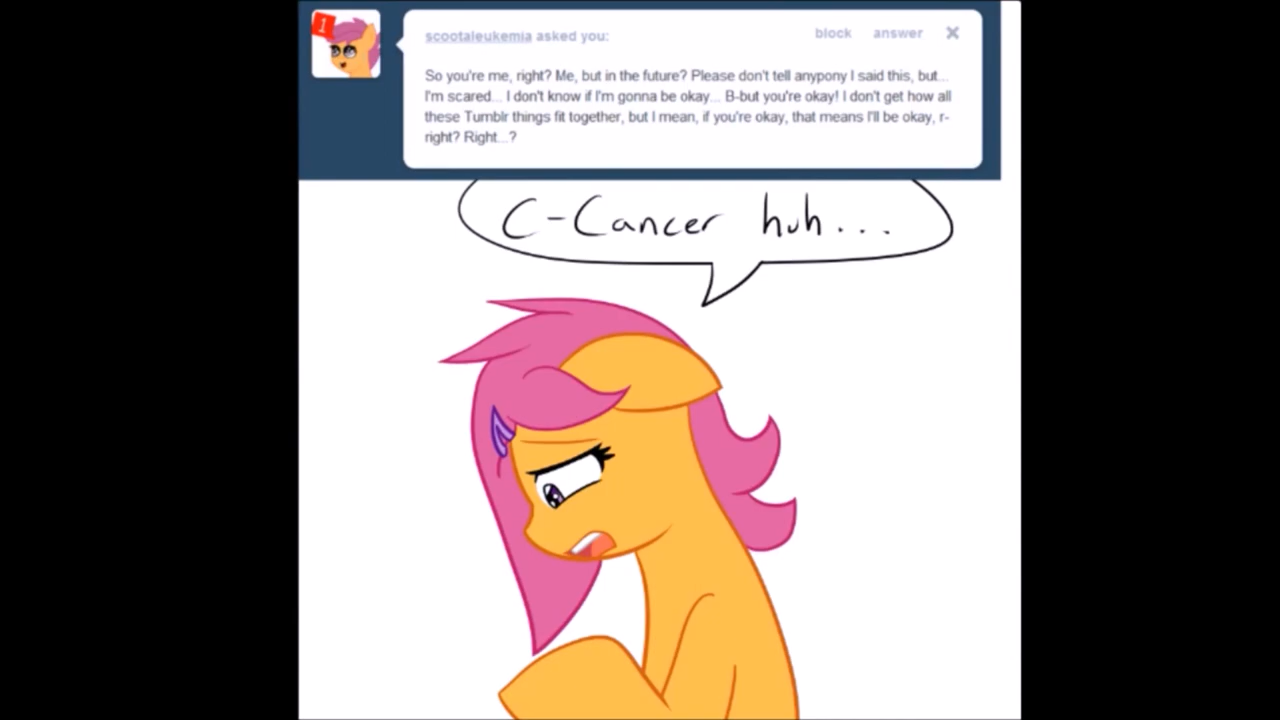 1
scootaleukemia asked you:
block answer X
So you're me, right? Me, but in the future? Please don't tell anypony I said this, but...
I'm scared... I don't know if I'm gonna be okay... B-but you're okay! I don't get how all
these Tumblr things fit together, but I mean, if you're okay, that means I'll be okay, r-
right? Right...?
C-Cancer huh...